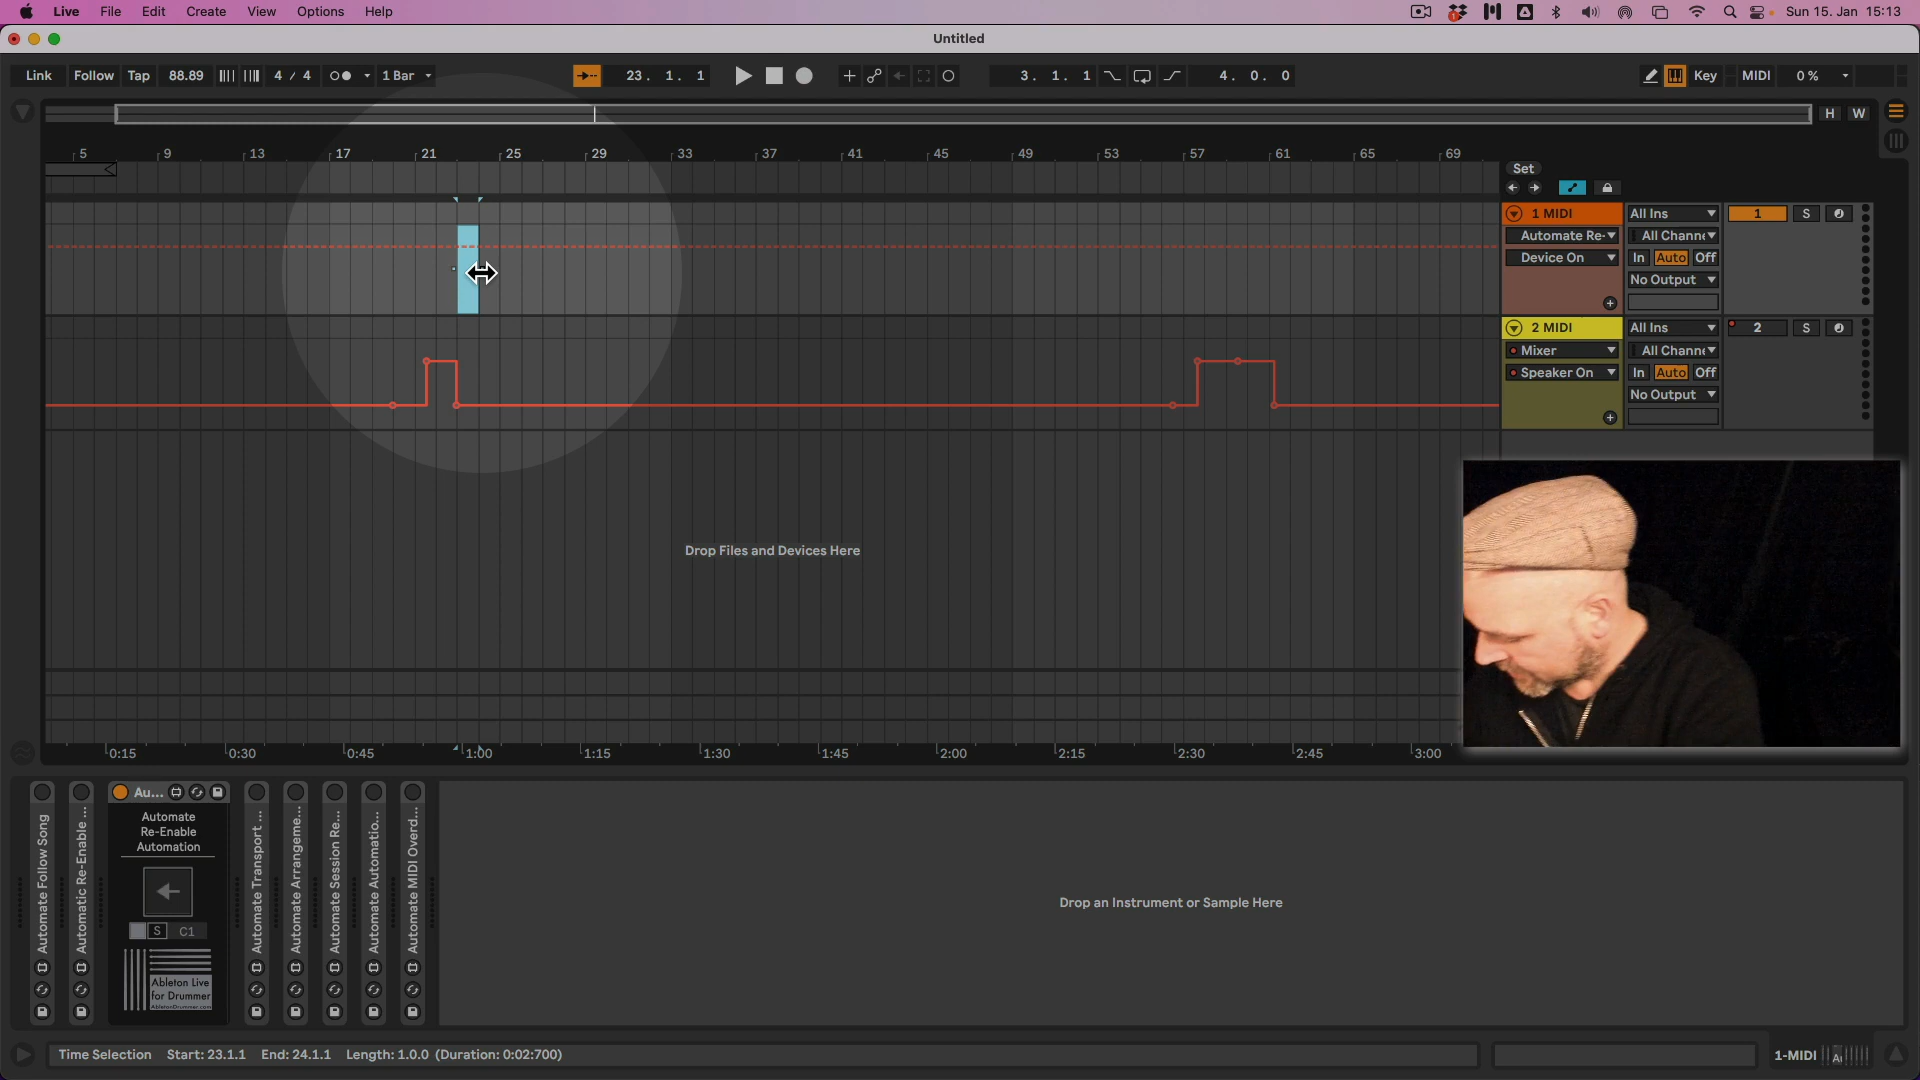 Live File Edit Create View Options Help
Sun 15. Jan 15:13
Untitled
Link Follow Tap 88.89 4 / 4 1 Bar 23. 1. 1 3. 1. 1 4. 0. 0 Key MIDI 0 %
H W
5 9 13 17 21 25 29 33 37 41 45 49 53 57 61 65 69
Set
1 MIDI All Ins 1 S
Automate Re- All Channe
Device On In Auto Off
No Output
2 MIDI All Ins 2 S
Mixer All Channe
Speaker On In Auto Off
No Output
Drop Files and Devices Here
0:15 0:30 0:45 1:00 1:15 1:30 1:45 2:00 2:15 2:30 2:45 3:00
Automate Follow Song
Automatic Re-Enable ...
Au...
Automate
Re-Enable
Automation
S C1
Ableton Live
for Drummer
AbletonDrummer.com
Automate Transport ...
Automate Arrangeme...
Automate Session Re...
Automate Automatio...
Automate MIDI Overd...
Drop an Instrument or Sample Here
Time Selection Start: 23.1.1 End: 24.1.1 Length: 1.0.0 (Duration: 0:02:700)
1-MIDI